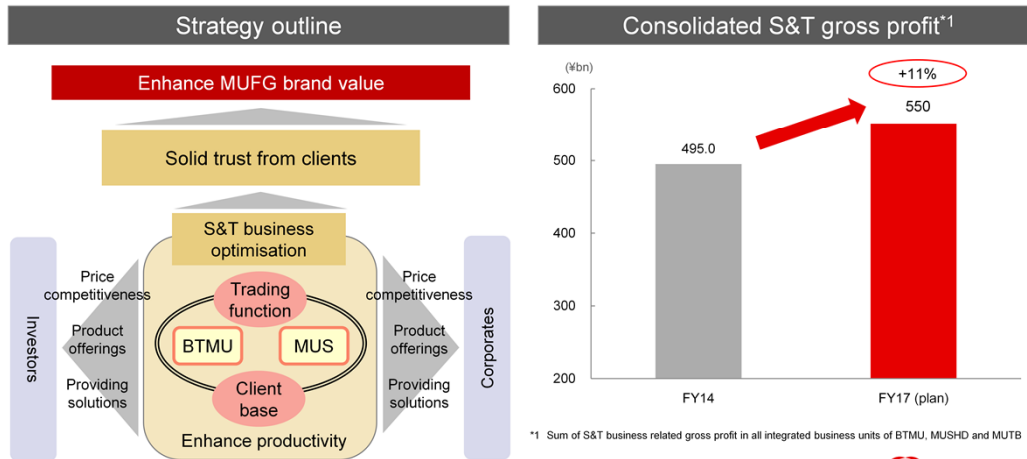 Strategy outline
Enhance MUFG brand value
Solid trust from clients
S&T business
optimisation
Investors
Price
competitiveness
Product
offerings
Providing
solutions
Trading
function
BTMU
MUS
Client
base
Enhance productivity
Price
competitiveness
Product
offerings
Providing
solutions
Corporates
Consolidated S&T gross profit*1
(¥bn)
+11%
600
550
495.0
500
400
300
200
FY14
FY17 (plan)
*1 Sum of S&T business related gross profit in all integrated business units of BTMU, MUSHD and MUTB